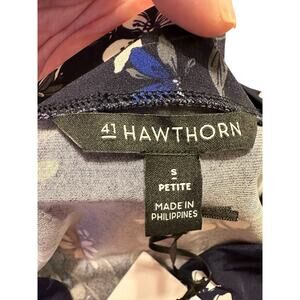 41 HAWTHORN
S
PETITE
MADE IN
PHILIPPINES